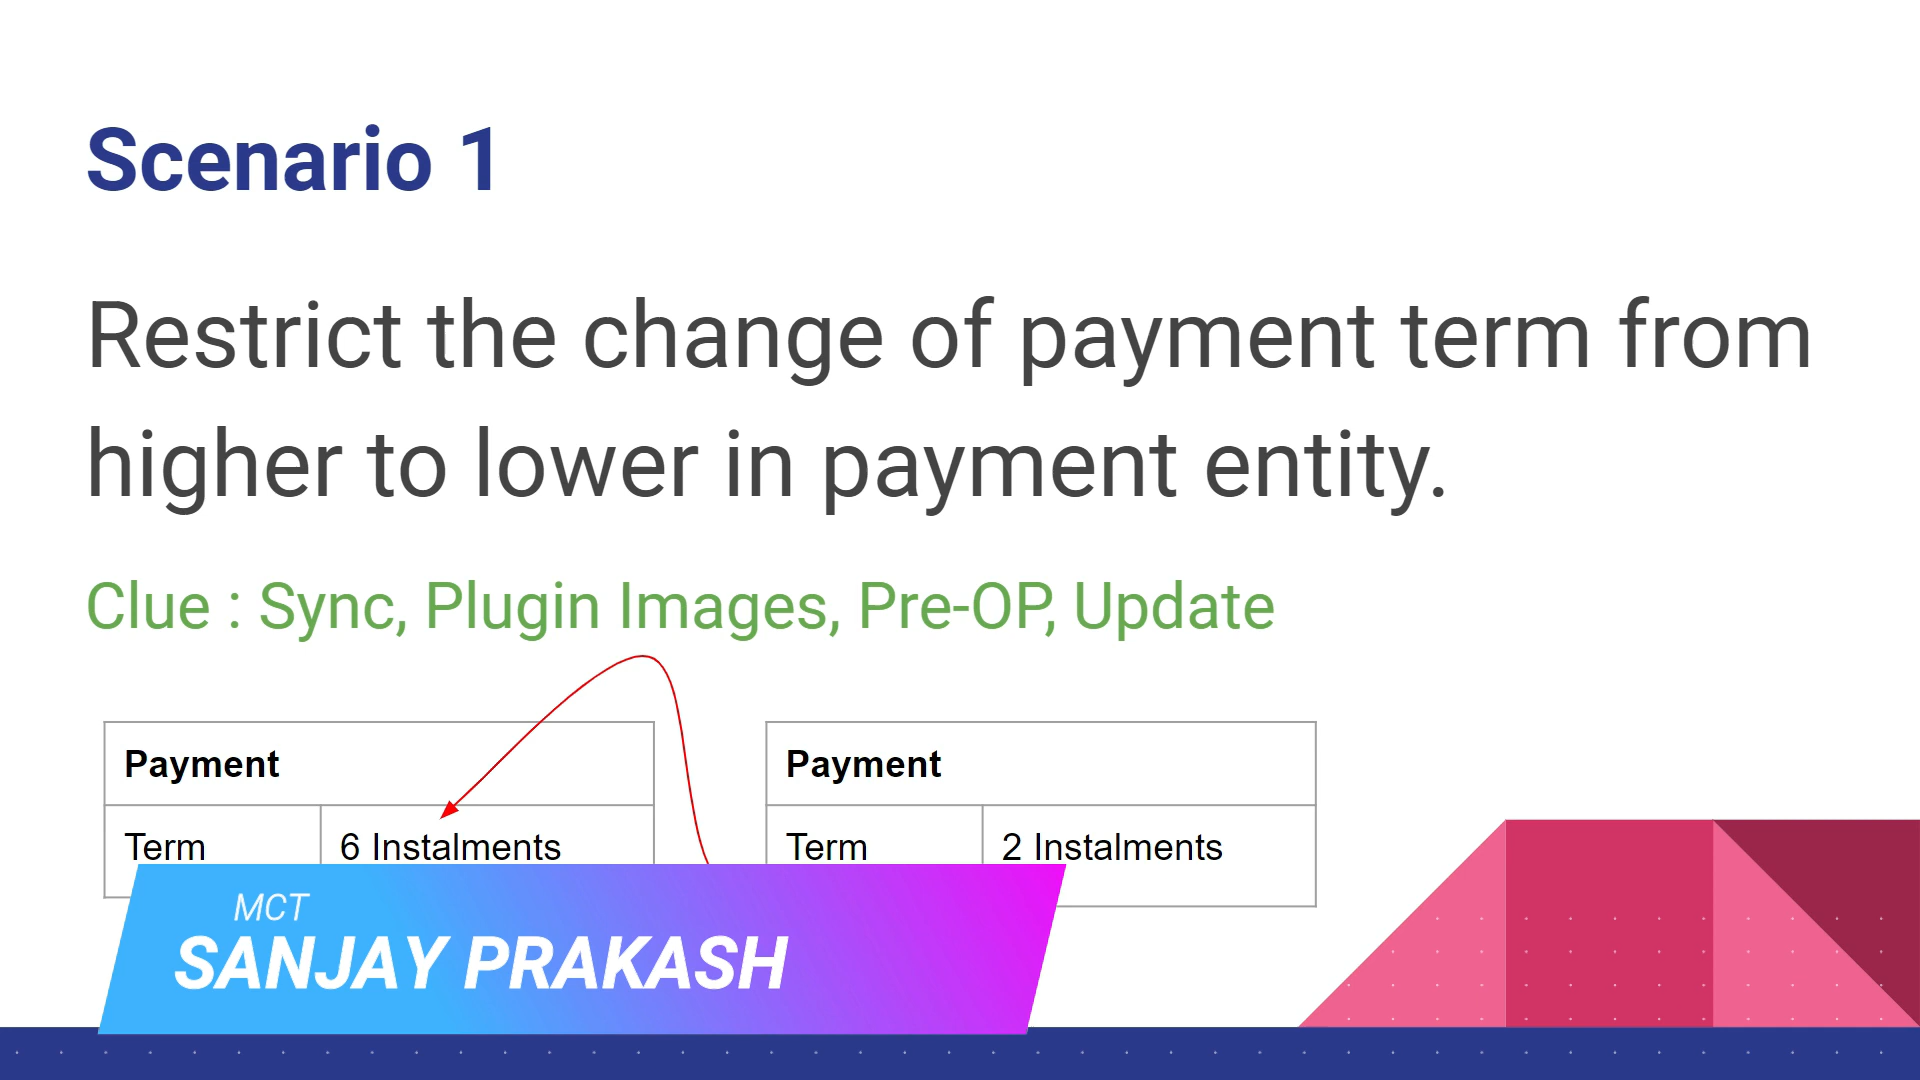 Scenario 1
Restrict the change of payment term from
higher to lower in payment entity.
Clue : Sync, Plugin Images, Pre-OP, Update
Payment
Term 6 Instalments
Payment
Term 2 Instalments
MCT
SANJAY PRAKASH